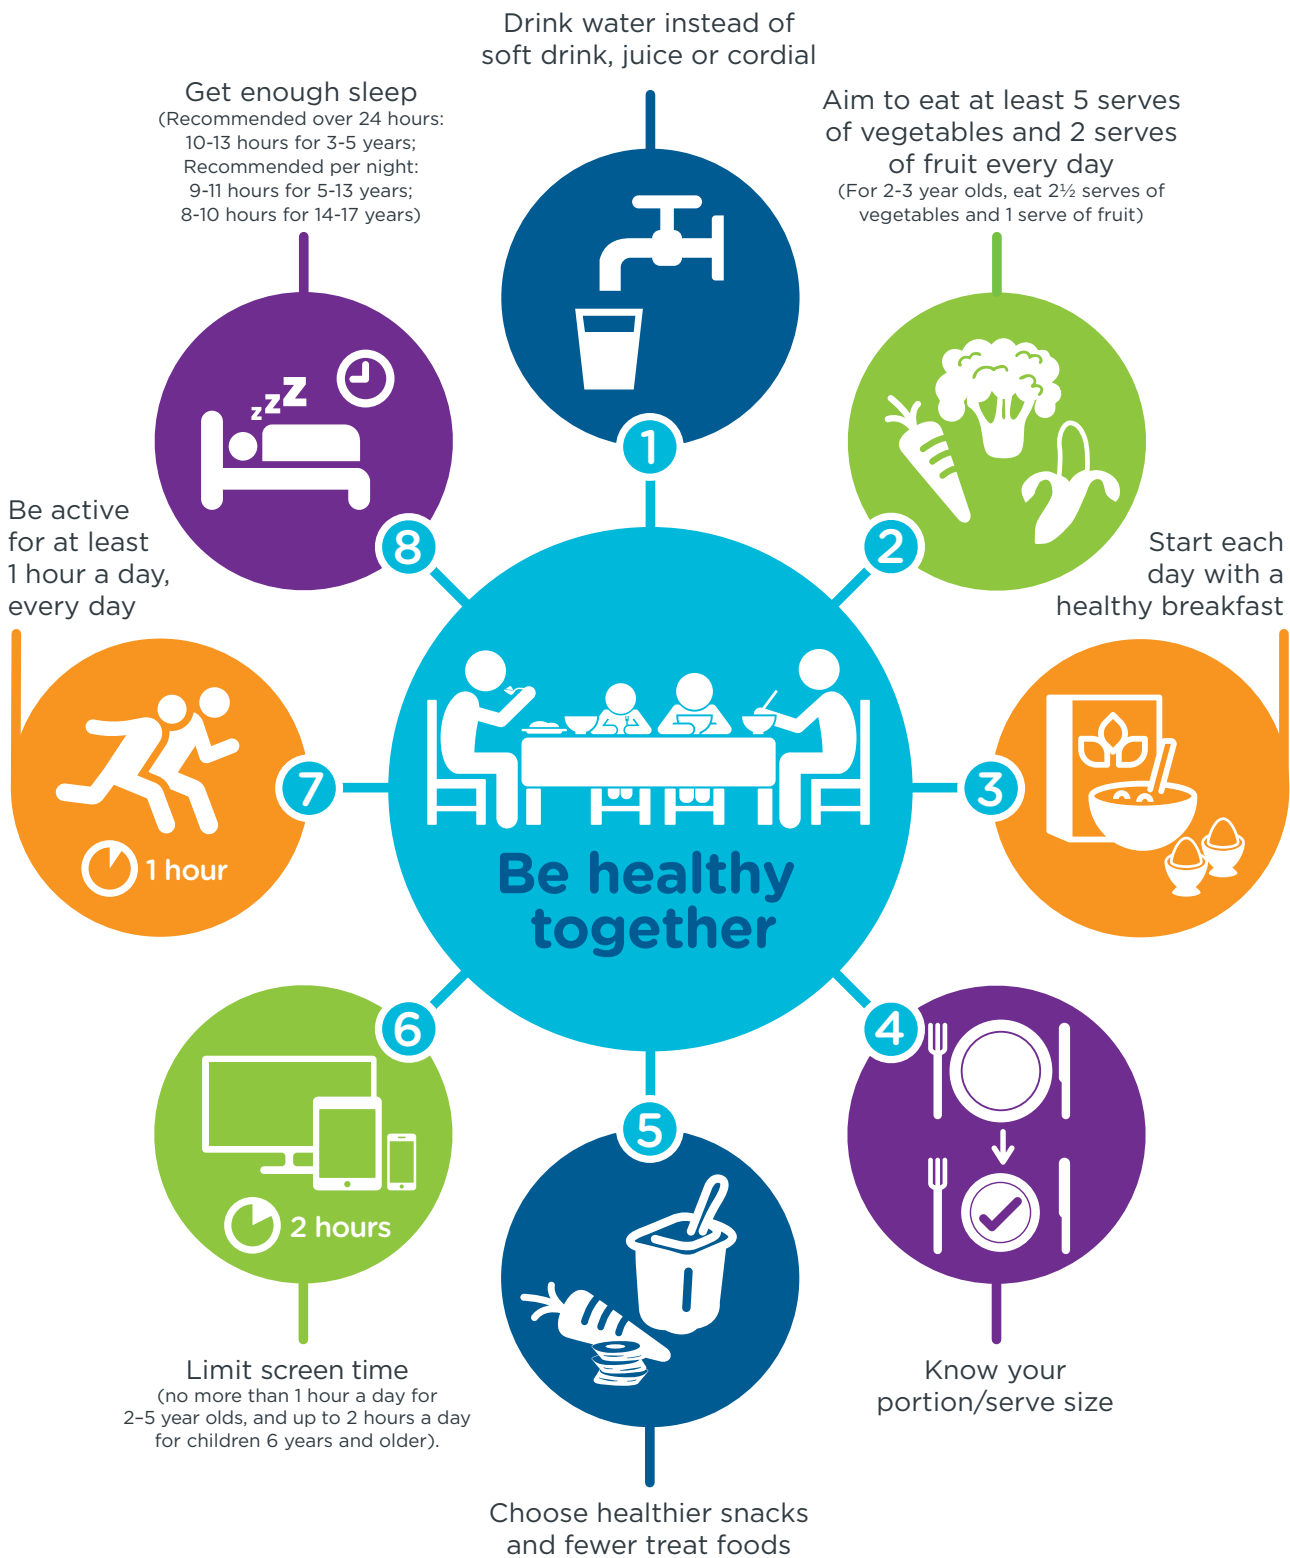 Drink water instead of
soft drink, juice or cordial
1
Aim to eat at least 5 serves
of vegetables and 2 serves
of fruit every day
(For 2-3 year olds, eat 2½ serves of
vegetables and 1 serve of fruit)
2
Start each
day with a
healthy breakfast
3
4
Know your
portion/serve size
5
Choose healthier snacks
and fewer treat foods
6
2 hours
Limit screen time
(no more than 1 hour a day for
2–5 year olds, and up to 2 hours a day
for children 6 years and older).
Be active
for at least
1 hour a day,
every day
7
1 hour
Get enough sleep
(Recommended over 24 hours:
10-13 hours for 3-5 years;
Recommended per night:
9-11 hours for 5-13 years;
8-10 hours for 14-17 years)
zzz
8
Be healthy
together